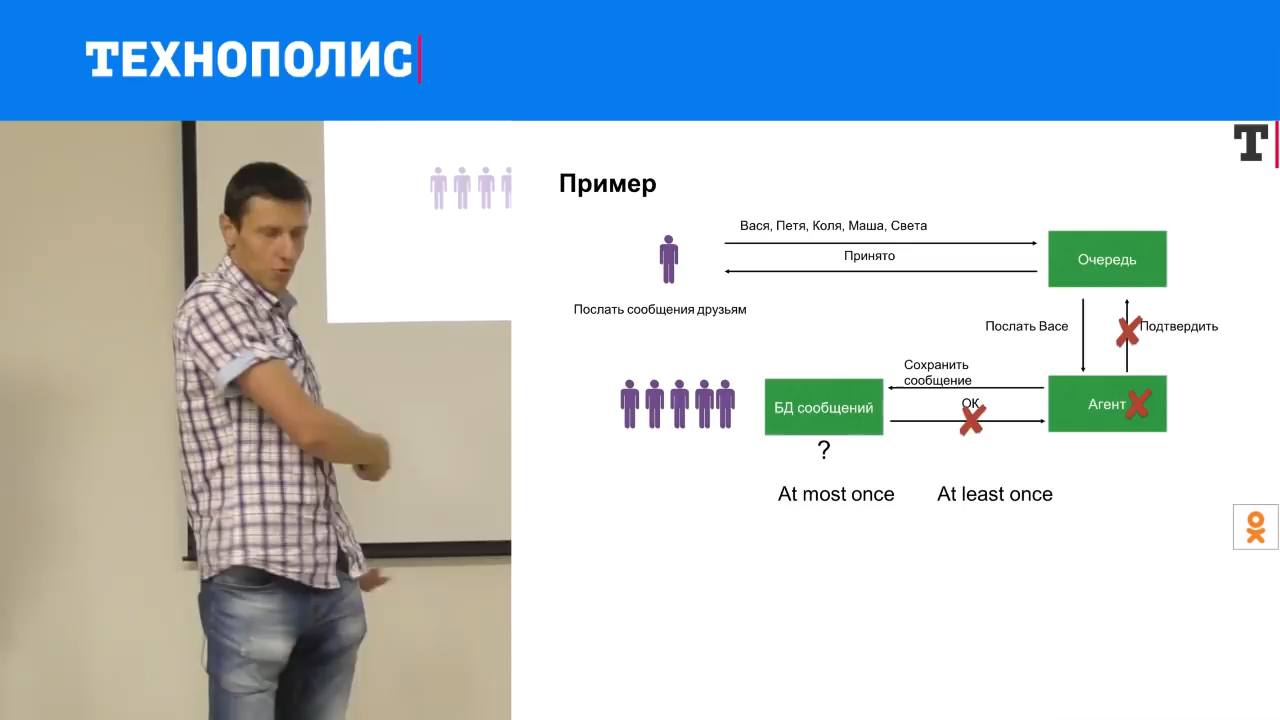 ТЕХНОПОЛИС
Т
Пример
Вася, Петя, Коля, Маша, Света
Принято
Очередь
Послать сообщения друзьям
Послать Васе
Подтвердить
Сохранить
сообщение
ОК
БД сообщений
Агент
?
At most once
At least once